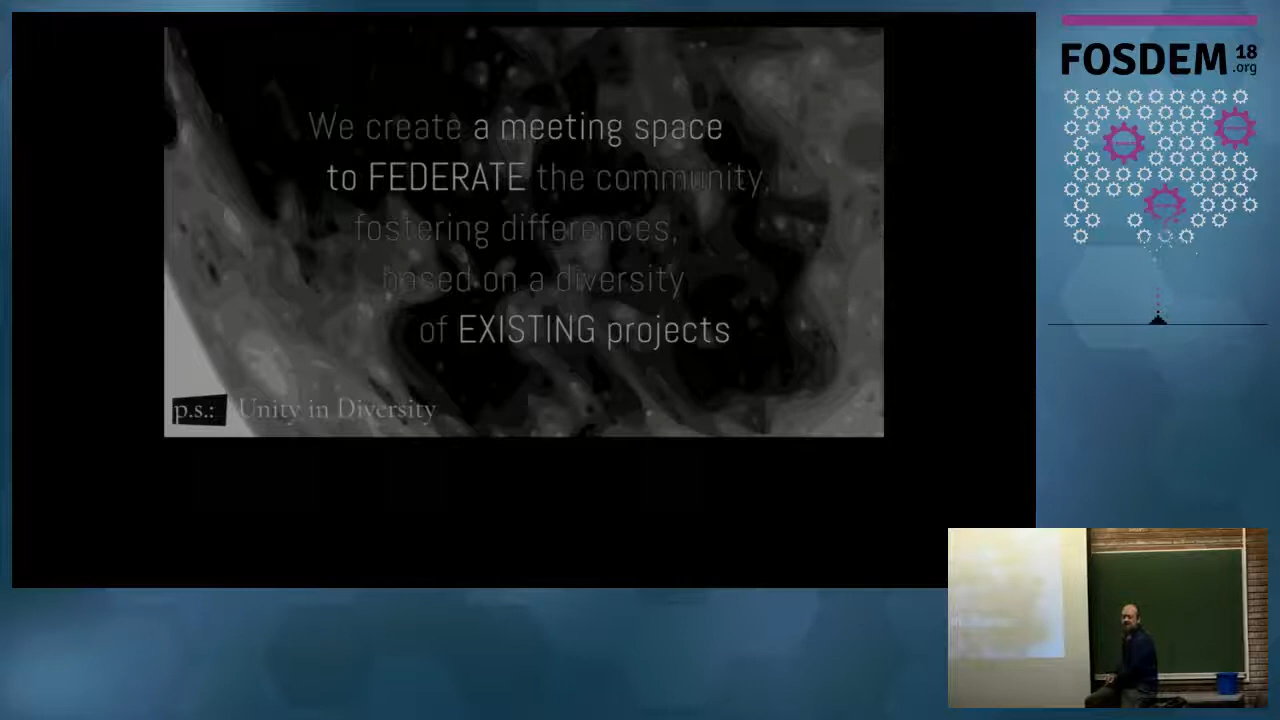 We create a meeting space
to FEDERATE the community,
fostering differences,
based on a diversity
of EXISTING projects
p.s.: Unity in Diversity
FOSDEM 18
.org